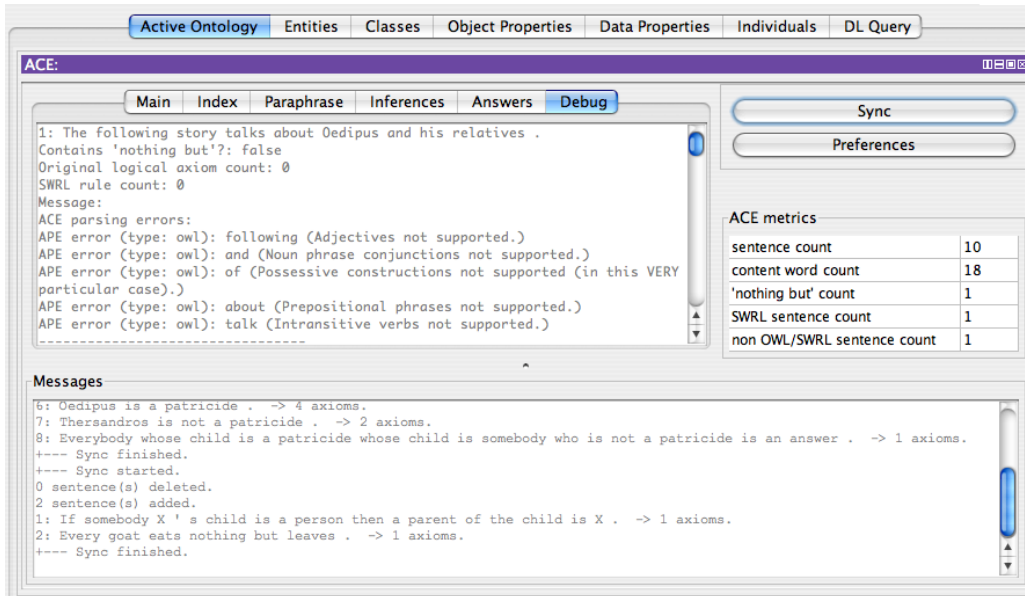 Active Ontology Entities Classes Object Properties Data Properties Individuals DL Query
ACE:
Main Index Paraphrase Inferences Answers Debug
1: The following story talks about Oedipus and his relatives .
Contains 'nothing but'?: false
Original logical axiom count: 0
SWRL rule count: 0
Message:
ACE parsing errors:
APE error (type: owl): following (Adjectives not supported.)
APE error (type: owl): and (Noun phrase conjunctions not supported.)
APE error (type: owl): of (Possessive constructions not supported (in this VERY
particular case).)
APE error (type: owl): about (Prepositional phrases not supported.)
APE error (type: owl): talk (Intransitive verbs not supported.)
----------------------------------
Sync
Preferences
ACE metrics
sentence count 10
content word count 18
'nothing but' count 1
SWRL sentence count 1
non OWL/SWRL sentence count 1
Messages
6: Oedipus is a patricide . -> 4 axioms.
7: Thersandros is not a patricide . -> 2 axioms.
8: Everybody whose child is a patricide whose child is somebody who is not a patricide is an answer . -> 1 axioms.
+--- Sync finished.
+--- Sync started.
0 sentence(s) deleted.
2 sentence(s) added.
1: If somebody X ' s child is a person then a parent of the child is X . -> 1 axioms.
2: Every goat eats nothing but leaves . -> 1 axioms.
+--- Sync finished.